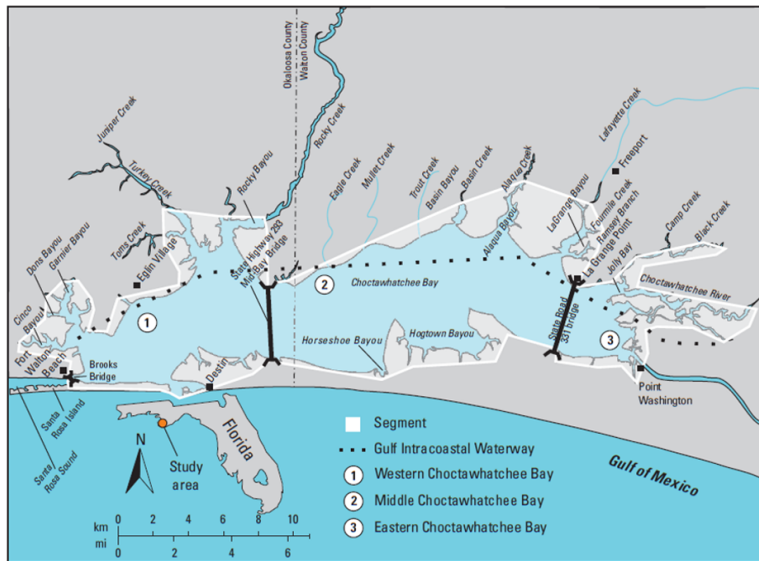 Okaloosa County
Walton County
Juniper Creek
Turkey Creek
Toms Creek
Eglin Village
Rocky Bayou
Rocky Creek
State Highway 293
Mid-Bay Bridge
Eagle Creek
Mullet Creek
Trout Creek
Basin Bayou
Basin Creek
Alaqua Creek
Alaqua Bayou
LaGrange Bayou
Lafayette Creek
Freeport
Fourmile Creek
Ramsey Branch
La Grange Point
Jolly Bay
Camp Creek
Black Creek
Choctawhatchee River
Dons Bayou
Garnier Bayou
Cinco
Bayou
Fort
Walton
Beach
Brooks
Bridge
Santa
Rosa Island
Santa
Rosa Sound
1
2
Choctawhatchee Bay
Horseshoe Bayou
Hogtown Bayou
State Road
331 bridge
3
Point
Washington
Destin
Florida
N
Study
area
Gulf of Mexico
Segment
Gulf Intracoastal Waterway
1 Western Choctawhatchee Bay
2 Middle Choctawhatchee Bay
3 Eastern Choctawhatchee Bay
0 2 4 6 8 10
km
mi
0 2 4 6